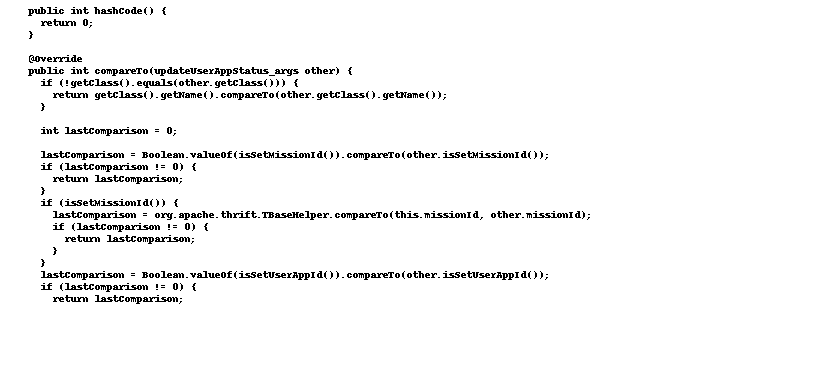 public int hashCode() {
  return 0;
}

@Override
public int compareTo(updateUserAppStatus_args other) {
  if (!getClass().equals(other.getClass())) {
    return getClass().getName().compareTo(other.getClass().getName());
  }

  int lastComparison = 0;

  lastComparison = Boolean.valueOf(isSetMissionId()).compareTo(other.isSetMissionId());
  if (lastComparison != 0) {
    return lastComparison;
  }
  if (isSetMissionId()) {
    lastComparison = org.apache.thrift.TBaseHelper.compareTo(this.missionId, other.missionId);
    if (lastComparison != 0) {
      return lastComparison;
    }
  }
  lastComparison = Boolean.valueOf(isSetUserAppId()).compareTo(other.isSetUserAppId());
  if (lastComparison != 0) {
    return lastComparison;